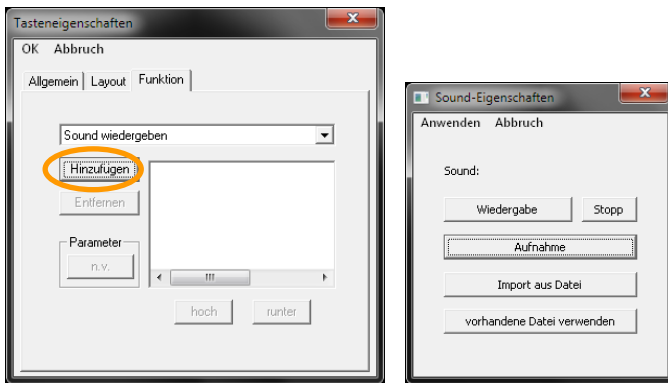 Tasteneigenschaften
OK Abbruch
Allgemein Layout Funktion
Sound wiedergeben
Hinzufügen
Entfernen
Parameter
n.v.
hoch runter
Sound-Eigenschaften
Anwenden Abbruch
Sound:
Wiedergabe Stopp
Aufnahme
Import aus Datei
vorhandene Datei verwenden